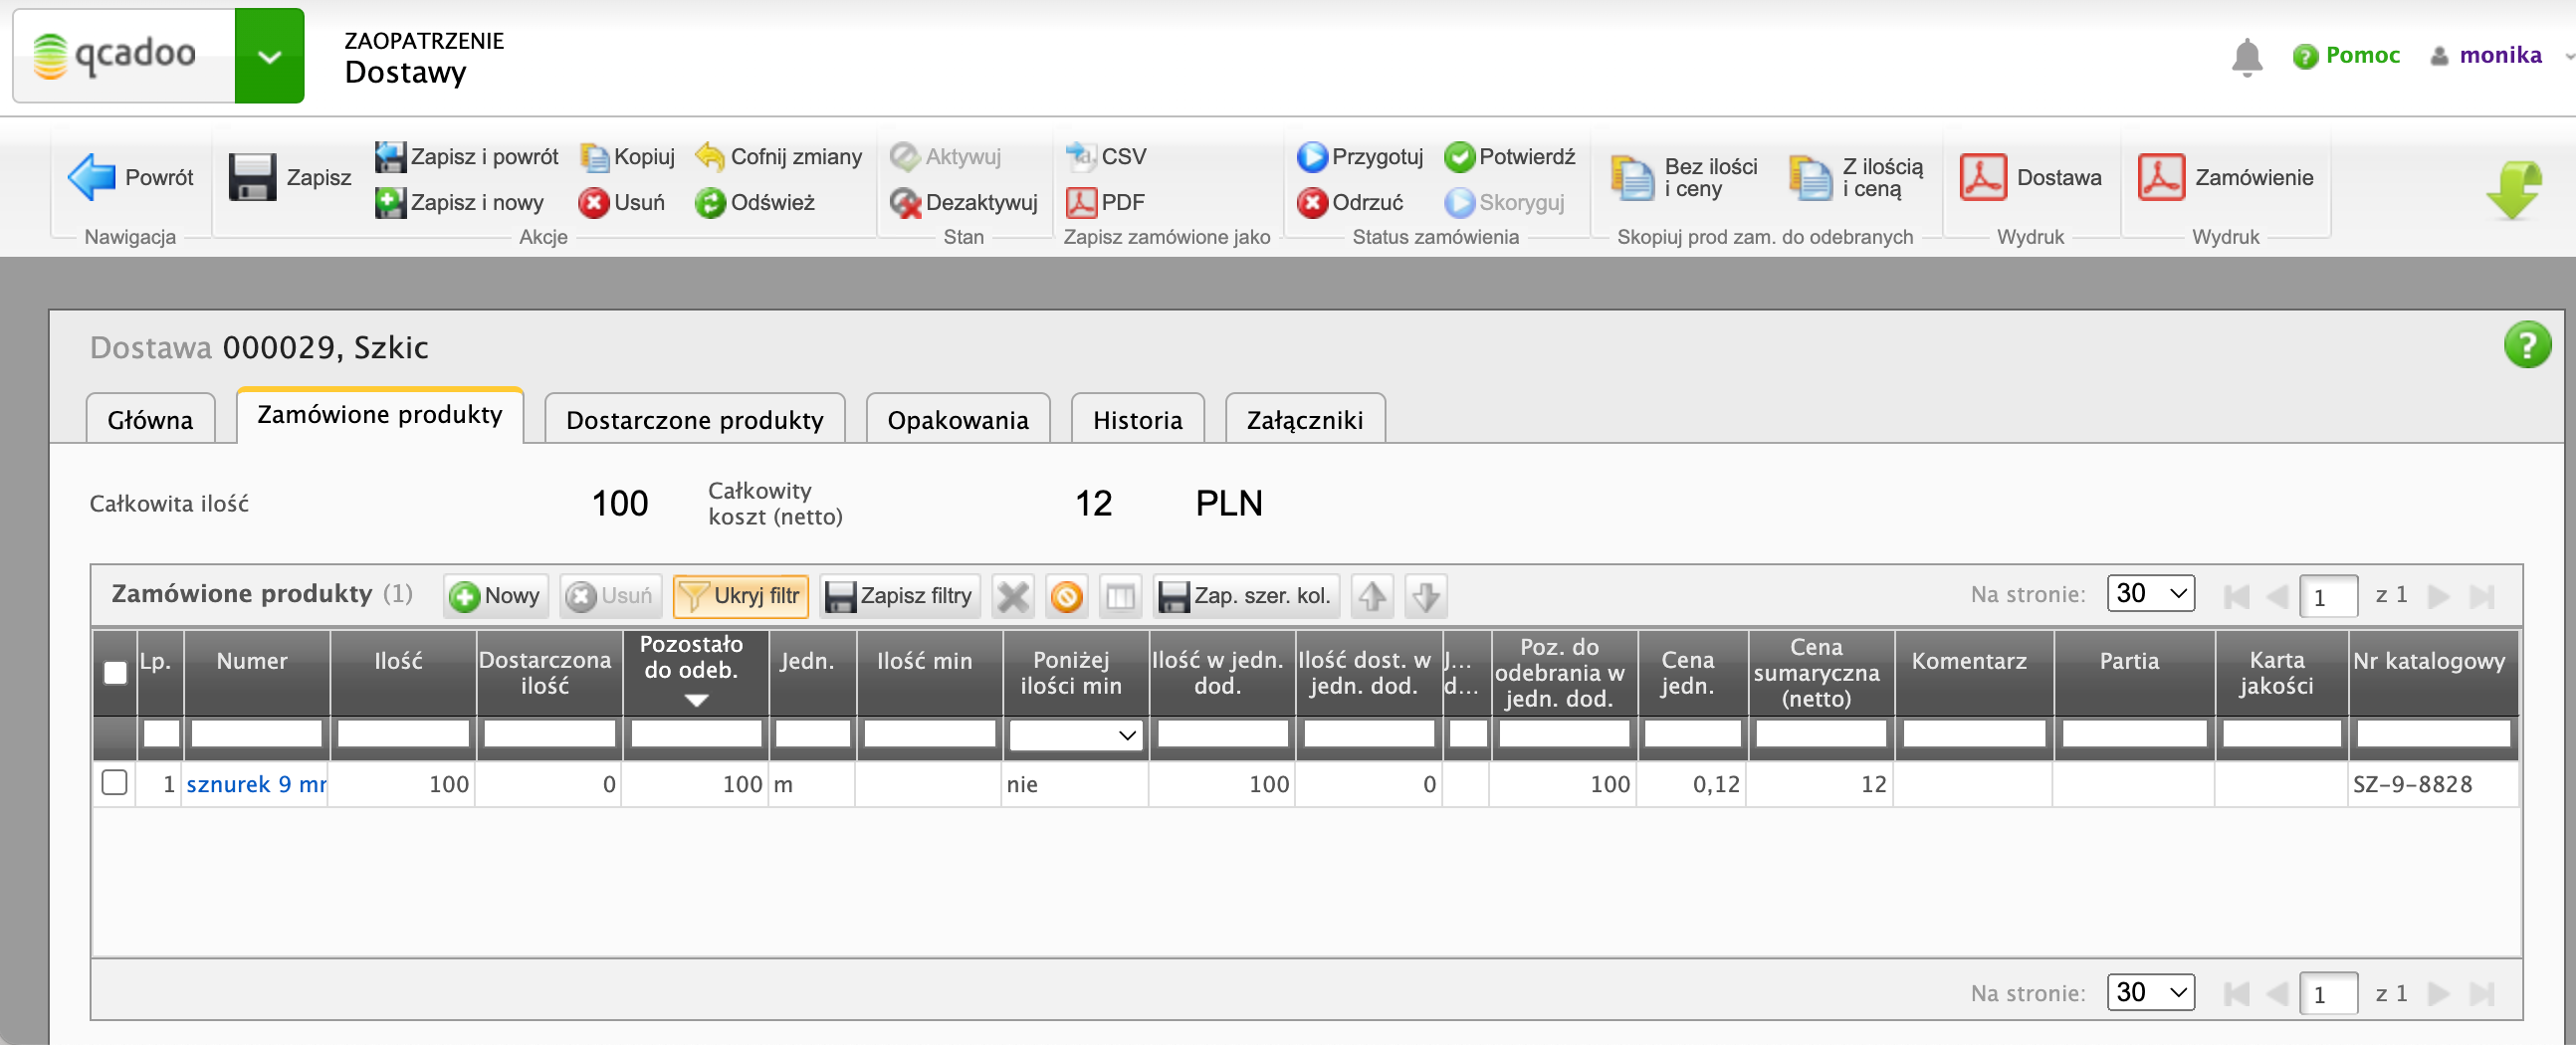 qcadoo
ZAOPATRZENIE
Dostawy
Pomoc
monika
Powrót
Nawigacja
Zapisz
Zapisz i powrót
Kopiuj
Cofnij zmiany
Zapisz i nowy
Usuń
Odśwież
Akcje
Aktywuj
Dezaktywuj
Stan
CSV
PDF
Zapisz zamówione jako
Przygotuj
Potwierdź
Odrzuć
Skoryguj
Status zamówienia
Bez ilości
i ceny
Z ilością
i ceną
Skopiuj prod zam. do odebranych
Dostawa
Wydruk
Zamówienie
Wydruk
Dostawa 000029, Szkic
?
Główna
Zamówione produkty
Dostarczone produkty
Opakowania
Historia
Załączniki
Całkowita ilość
100
Całkowity
koszt (netto)
12
PLN
Zamówione produkty (1)
Nowy
Usuń
Ukryj filtr
Zapisz filtry
Zap. szer. kol.
Na stronie:
30
1
z 1
Lp.
Numer
Ilość
Dostarczona
ilość
Pozostało
do odeb.
Jedn.
Ilość min
Poniżej
ilości min
Ilość w jedn.
dod.
Ilość dost. w
jedn. dod.
J...
d...
Poz. do
odebrania w
jedn. dod.
Cena
jedn.
Cena
sumaryczna
(netto)
Komentarz
Partia
Karta
jakości
Nr katalogowy
1
sznurek 9 mm
100
0
100
m
nie
100
0
100
0,12
12
SZ-9-8828
Na stronie:
30
1
z 1